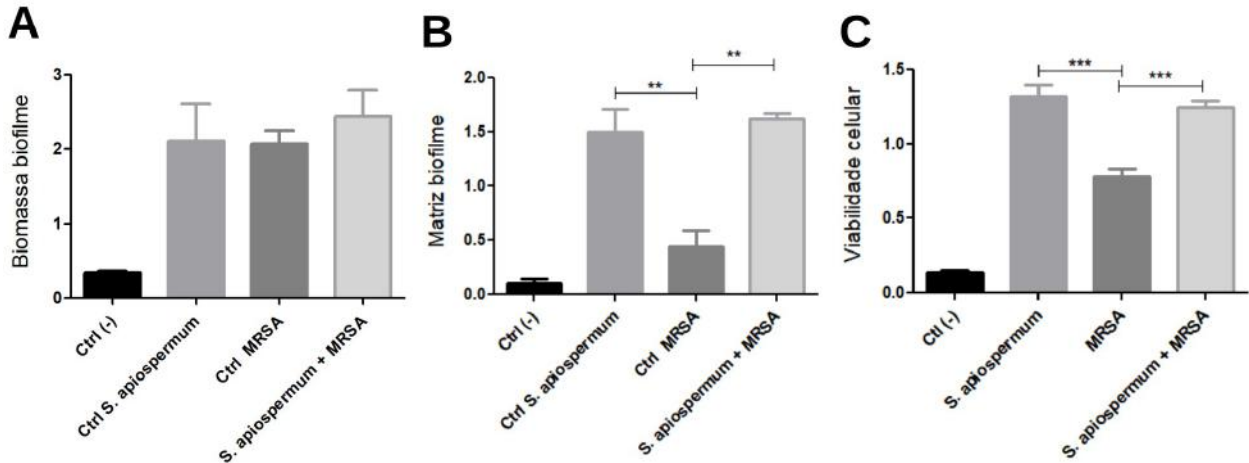 A
Biomassa biofilme
3
2
1
0
Ctrl (-)
Ctrl S. apiospermum
Ctrl MRSA
S. apiospermum + MRSA
B
Matriz biofilme
2.0
1.5
1.0
0.5
0.0
**
**
Ctrl (-)
Ctrl S. apiospermum
Ctrl MRSA
S. apiospermum + MRSA
C
Viabilidade celular
1.5
1.0
0.5
0.0
***
***
Ctl (-)
S. apiospermum
MRSA
S. apiospermum + MRSA